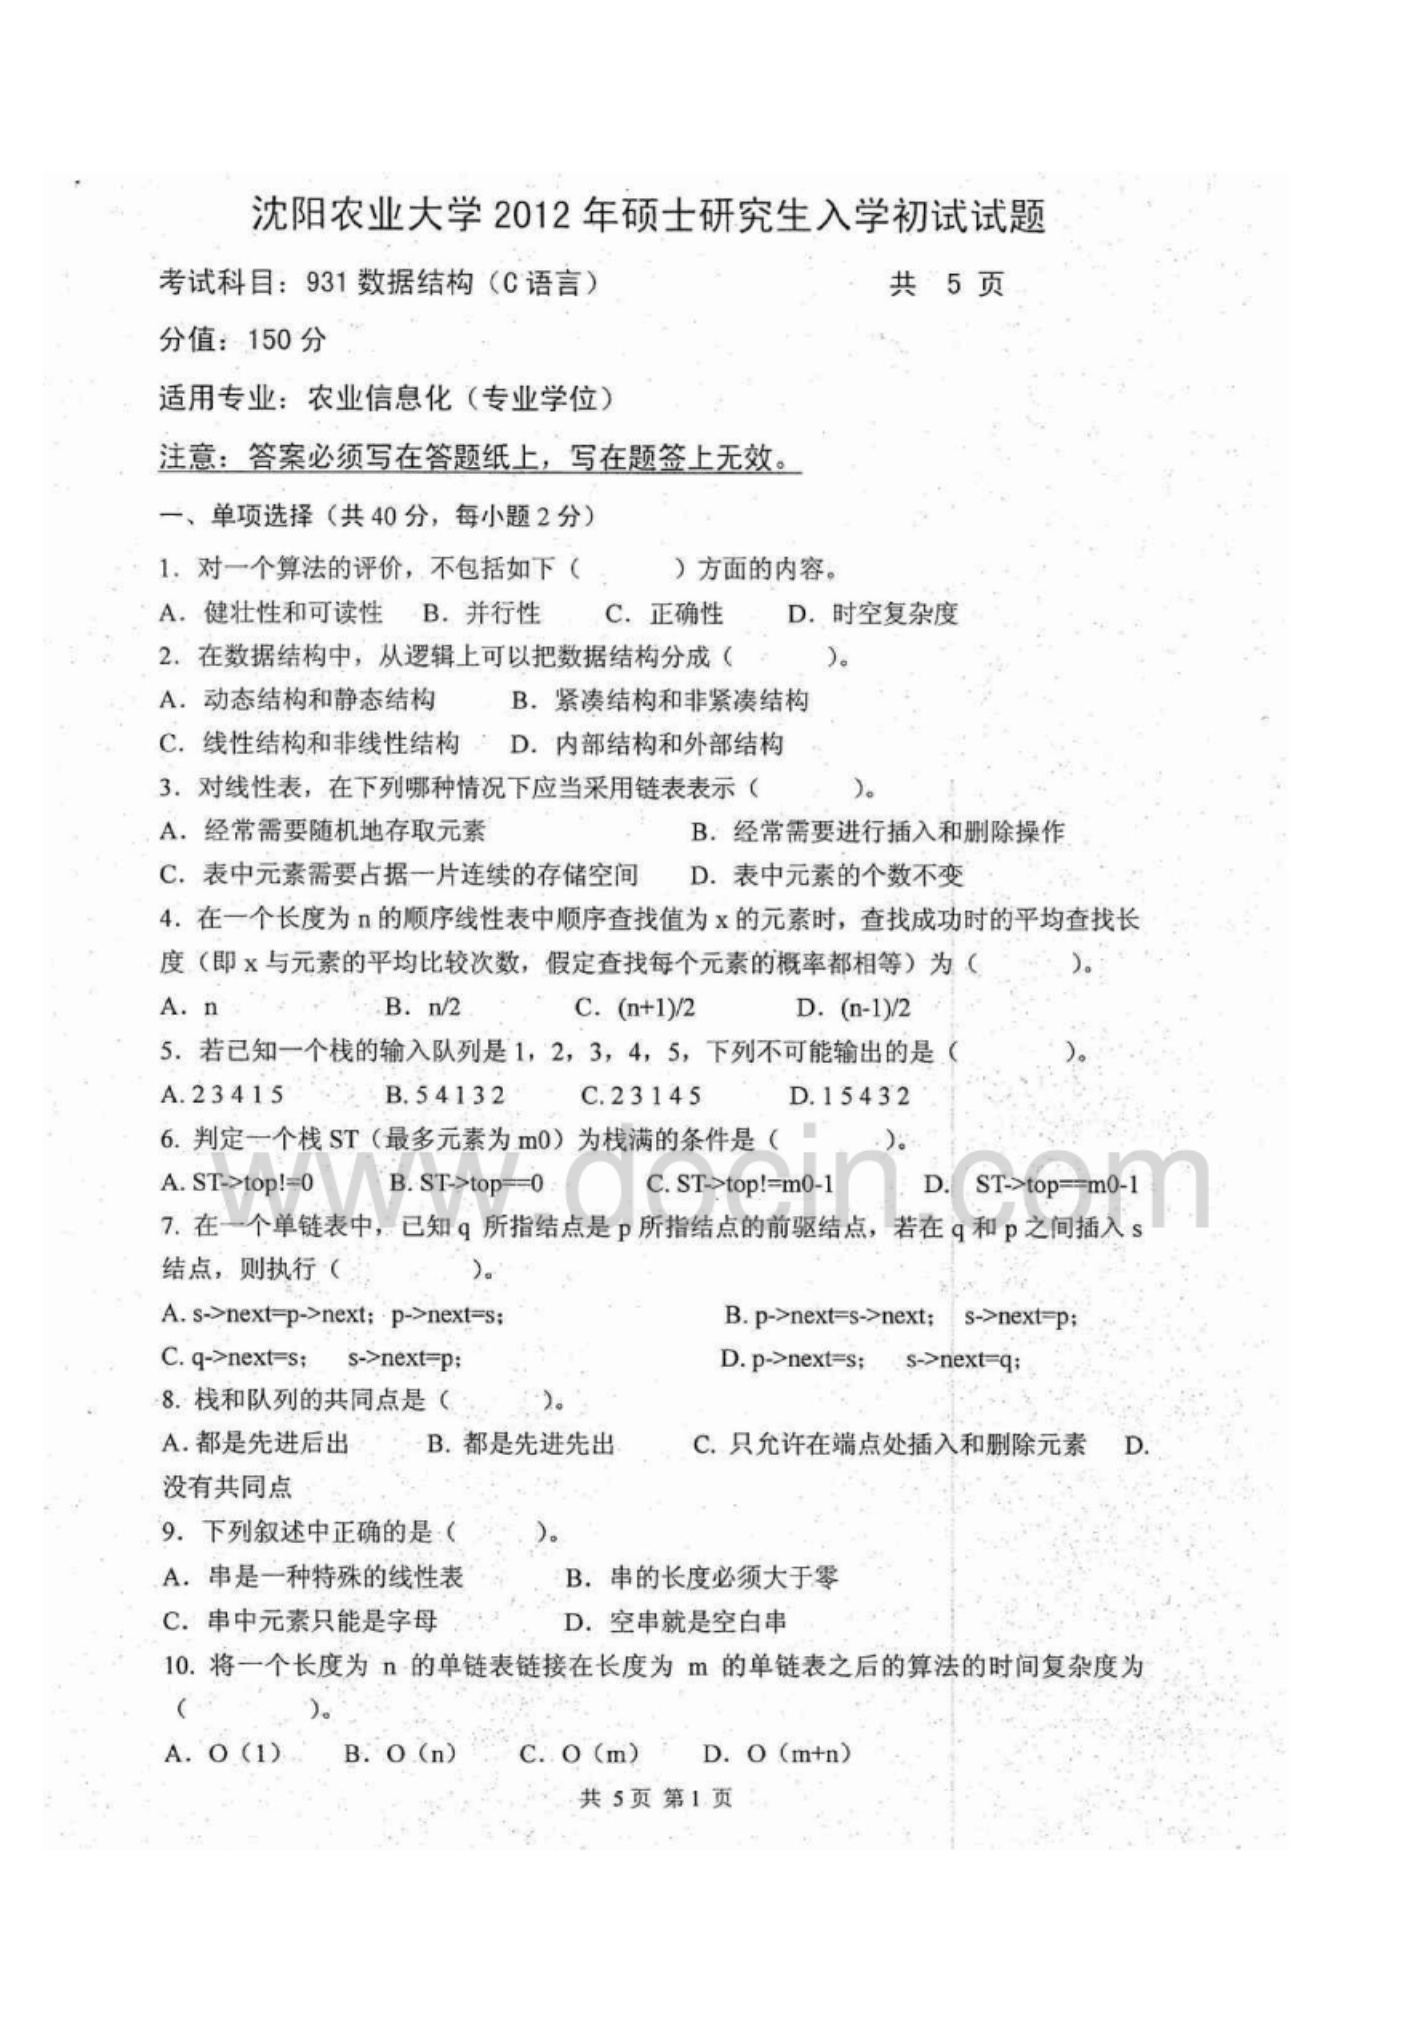 沈阳农业大学2012年硕士研究生入学初试试题
考试科目：931数据结构（C语言） 共 5 页
分值：150分
适用专业：农业信息化（专业学位）
注意：答案必须写在答题纸上，写在题签上无效。
一、单项选择（共40分，每小题2分）
1．对一个算法的评价，不包括如下（ ）方面的内容。
A．健壮性和可读性 B．并行性 C．正确性 D．时空复杂度
2．在数据结构中，从逻辑上可以把数据结构分成（ ）。
A．动态结构和静态结构 B．紧凑结构和非紧凑结构
C．线性结构和非线性结构 D．内部结构和外部结构
3．对线性表，在下列哪种情况下应当采用链表表示（ ）。
A．经常需要随机地存取元素 B．经常需要进行插入和删除操作
C．表中元素需要占据一片连续的存储空间 D．表中元素的个数不变
4．在一个长度为n的顺序线性表中顺序查找值为x的元素时，查找成功时的平均查找长
度（即x与元素的平均比较次数，假定查找每个元素的概率都相等）为（ ）。
A．n B．n/2 C．(n+1)/2 D．(n-1)/2
5．若已知一个栈的输入队列是1，2，3，4，5，下列不可能输出的是（ ）。
A. 2 3 4 1 5 B. 5 4 1 3 2 C. 2 3 1 4 5 D. 1 5 4 3 2
6. 判定一个栈ST（最多元素为m0）为栈满的条件是（ ）。
A. ST->top!=0 B. ST->top==0 C. ST->top!=m0-1 D. ST->top==m0-1
7. 在一个单链表中，已知q 所指结点是p所指结点的前驱结点，若在q和p之间插入s
结点，则执行（ ）。
A. s->next=p->next；p->next=s； B. p->next=s->next； s->next=p；
C. q->next=s； s->next=p； D. p->next=s； s->next=q；
8. 栈和队列的共同点是（ ）。
A. 都是先进后出 B. 都是先进先出 C. 只允许在端点处插入和删除元素 D.
没有共同点
9．下列叙述中正确的是（ ）。
A．串是一种特殊的线性表 B．串的长度必须大于零
C．串中元素只能是字母 D．空串就是空白串
10. 将一个长度为 n 的单链表链接在长度为 m 的单链表之后的算法的时间复杂度为
（ ）。
A．O（1） B．O（n） C．O（m） D．O（m+n）
共 5页 第1 页
www.docin.com